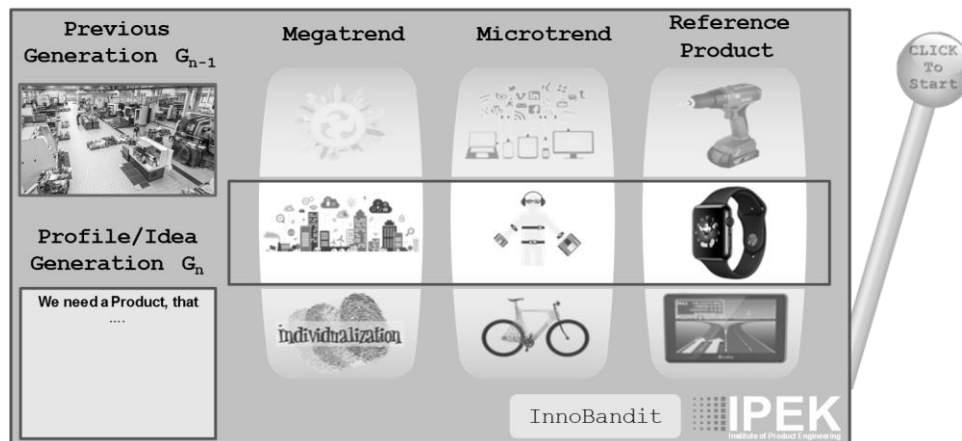 Previous
Generation Gn-1
Megatrend
Microtrend
Reference
Product
CLICK
To
Start
Profile/Idea
Generation Gn
We need a Product, that
....
individualization
InnoBandit
IPEK
Institute of Product Engineering